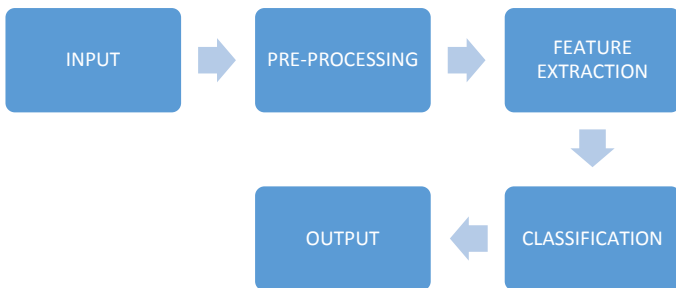 INPUT
PRE-PROCESSING
FEATURE
EXTRACTION
CLASSIFICATION
OUTPUT